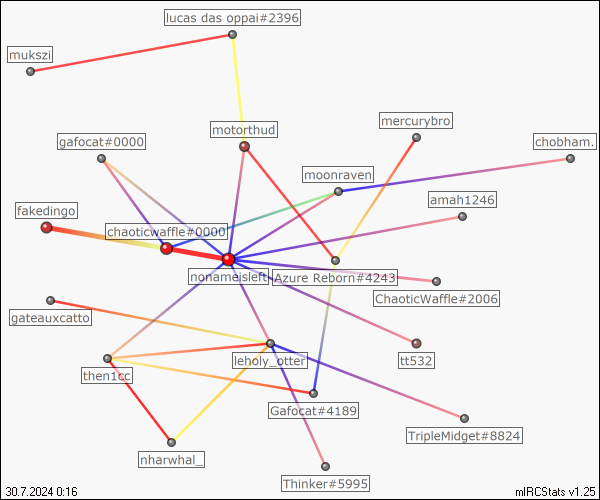 lucas das oppai#2396
mukszi
mercurybro
motorthud
gafocat#0000
chobham.
moonraven
amah1246
fakedingo
chaoticwaffle#0000
nonameisleft
Azure Reborn#4243
ChaoticWaffle#2006
gateauxcatto
leholy_otter
tt532
then1cc
Gafocat#4189
TripleMidget#8824
nharwhal_
Thinker#5995
30.7.2024 0:16
mIRCStats v1.25